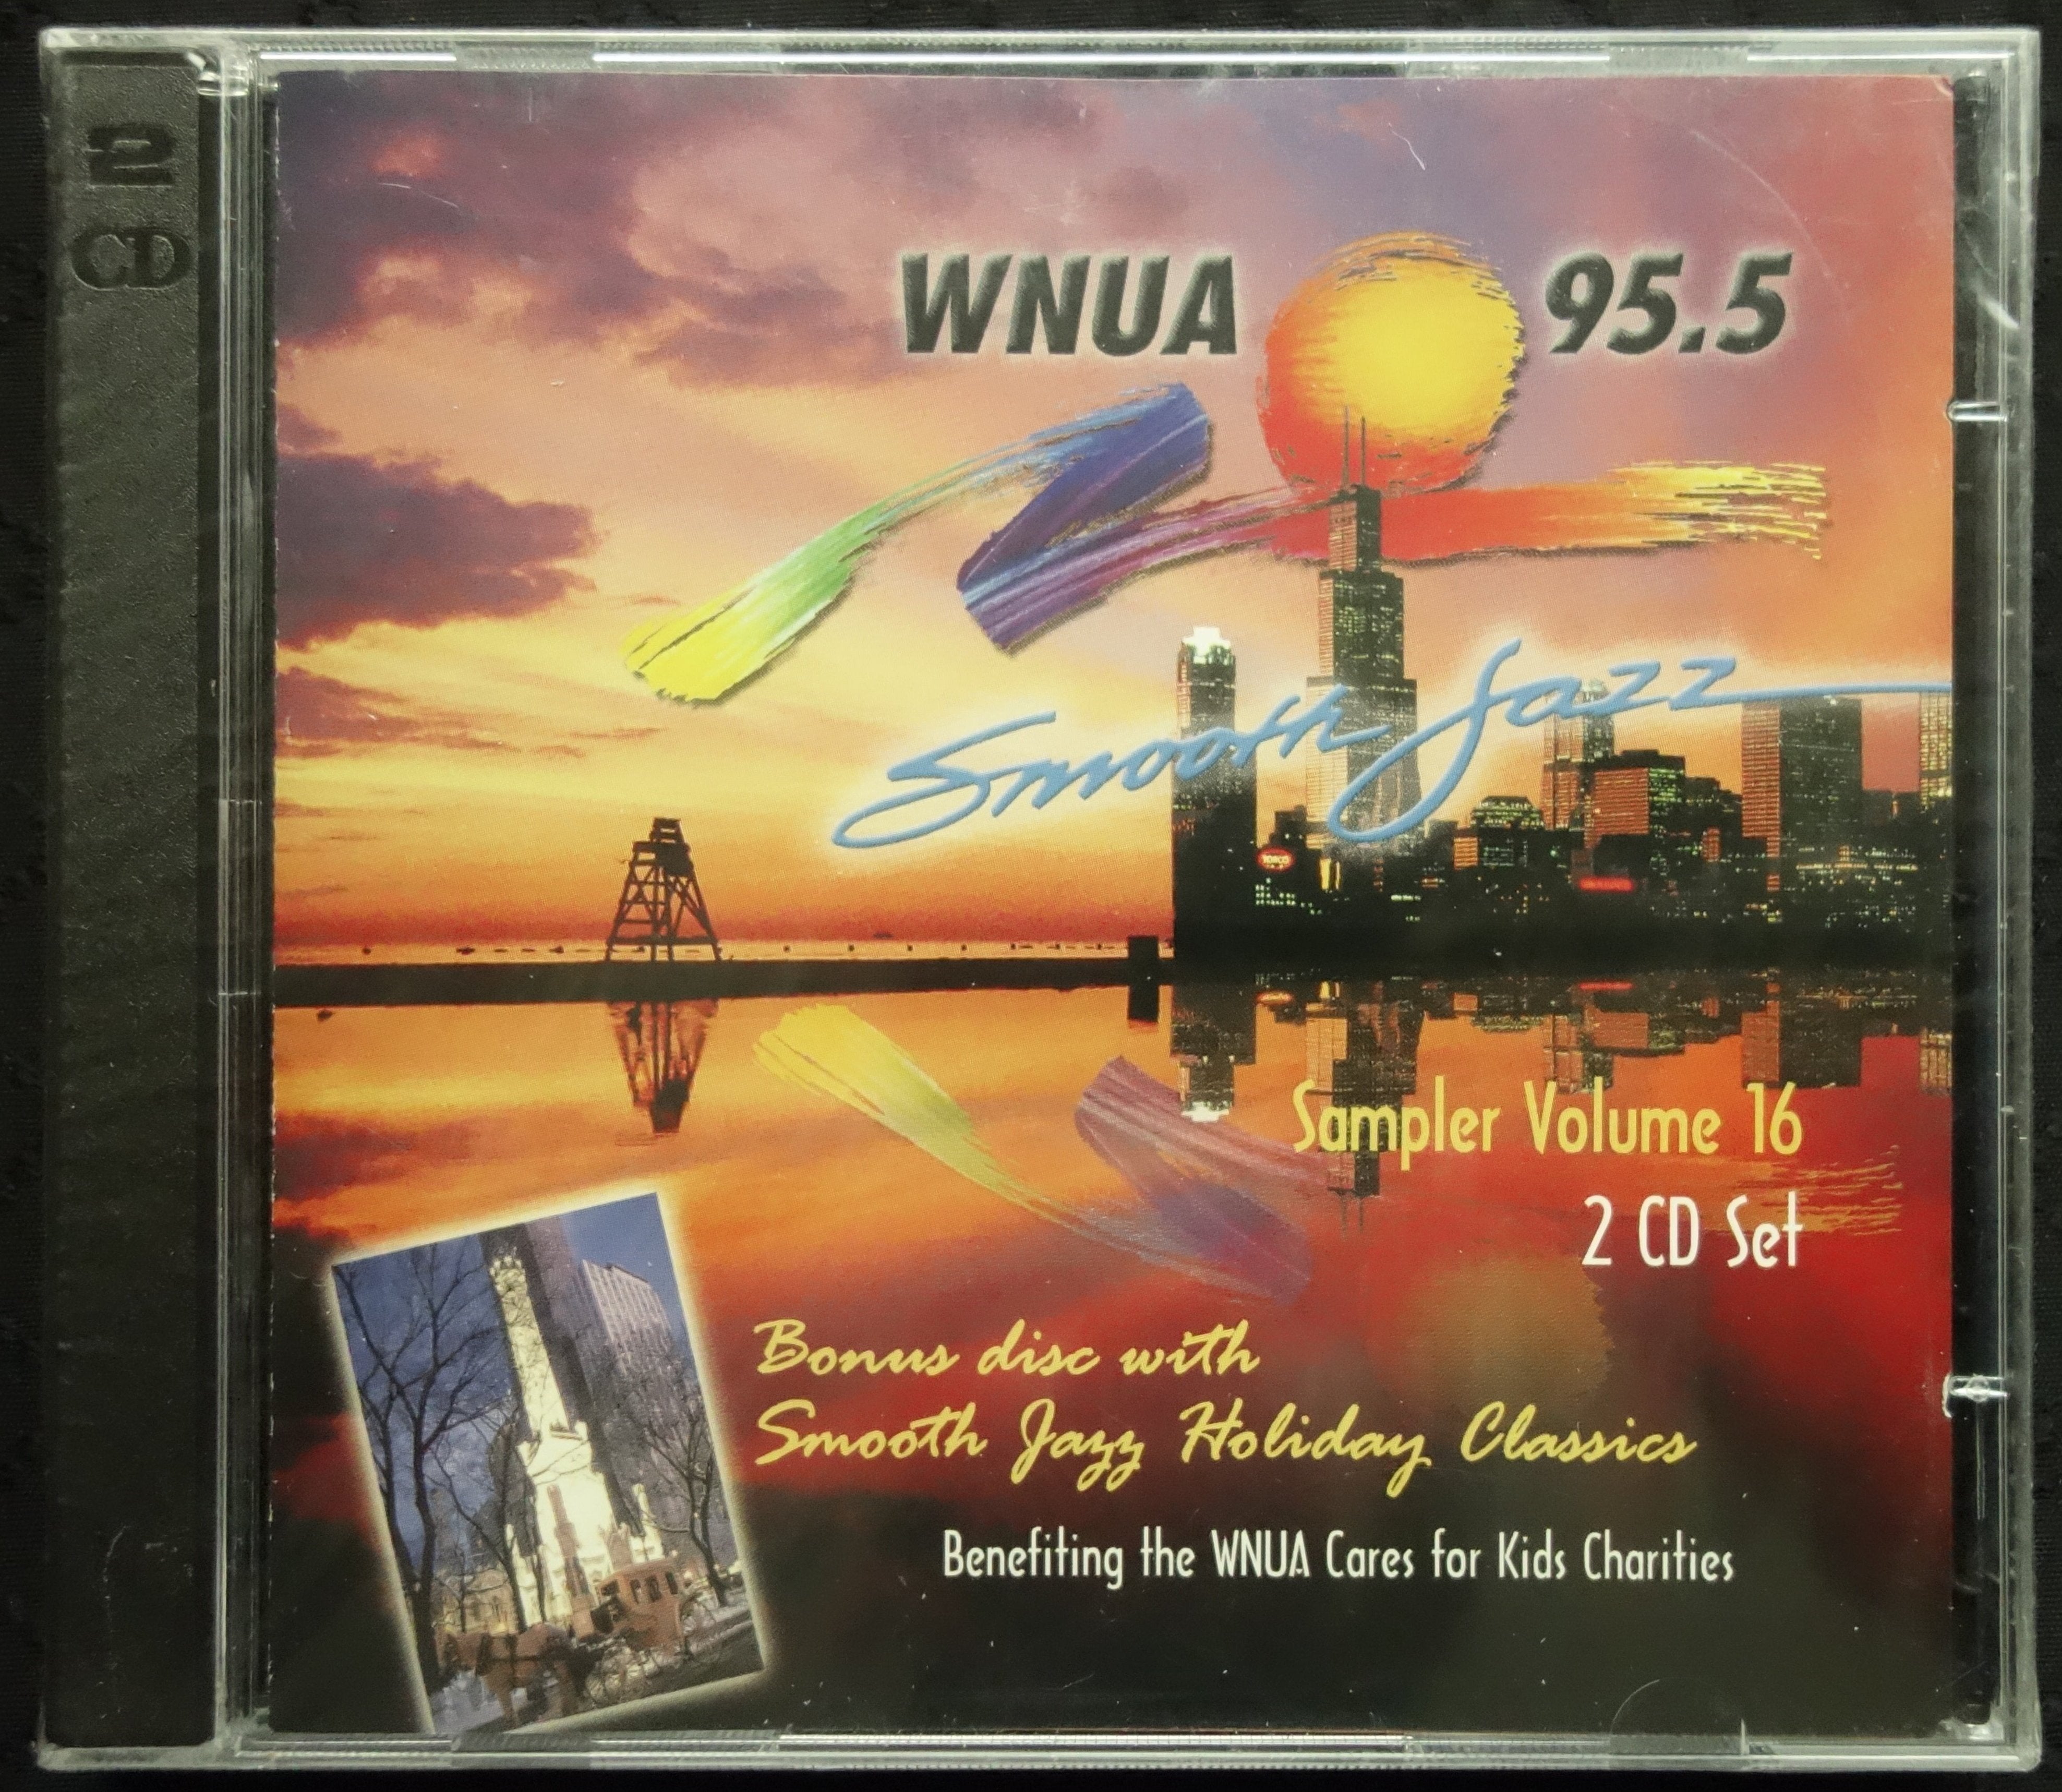 2
CD
WNUA 95.5
Smooth Jazz
Sampler Volume 16
2 CD Set
Bonus disc with
Smooth Jazz Holiday Classics
Benefiting the WNUA Cares for Kids Charities